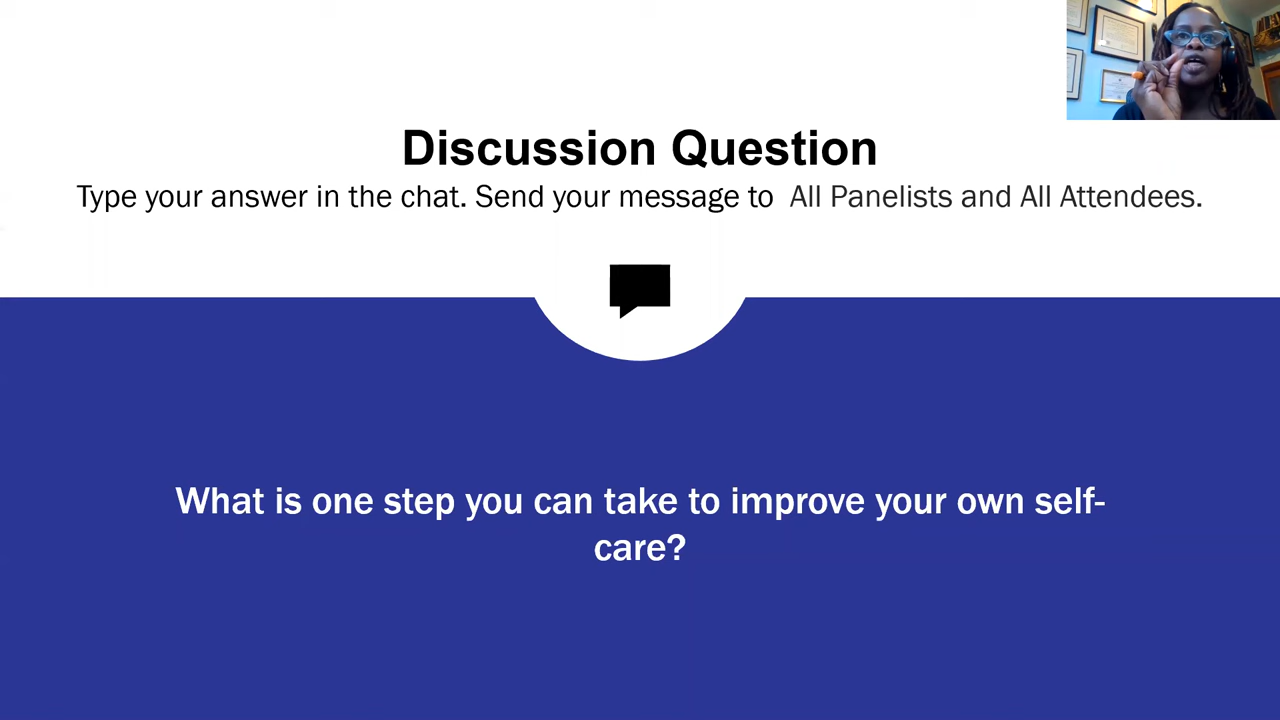 Discussion Question
Type your answer in the chat. Send your message to All Panelists and All Attendees.
What is one step you can take to improve your own self-
care?